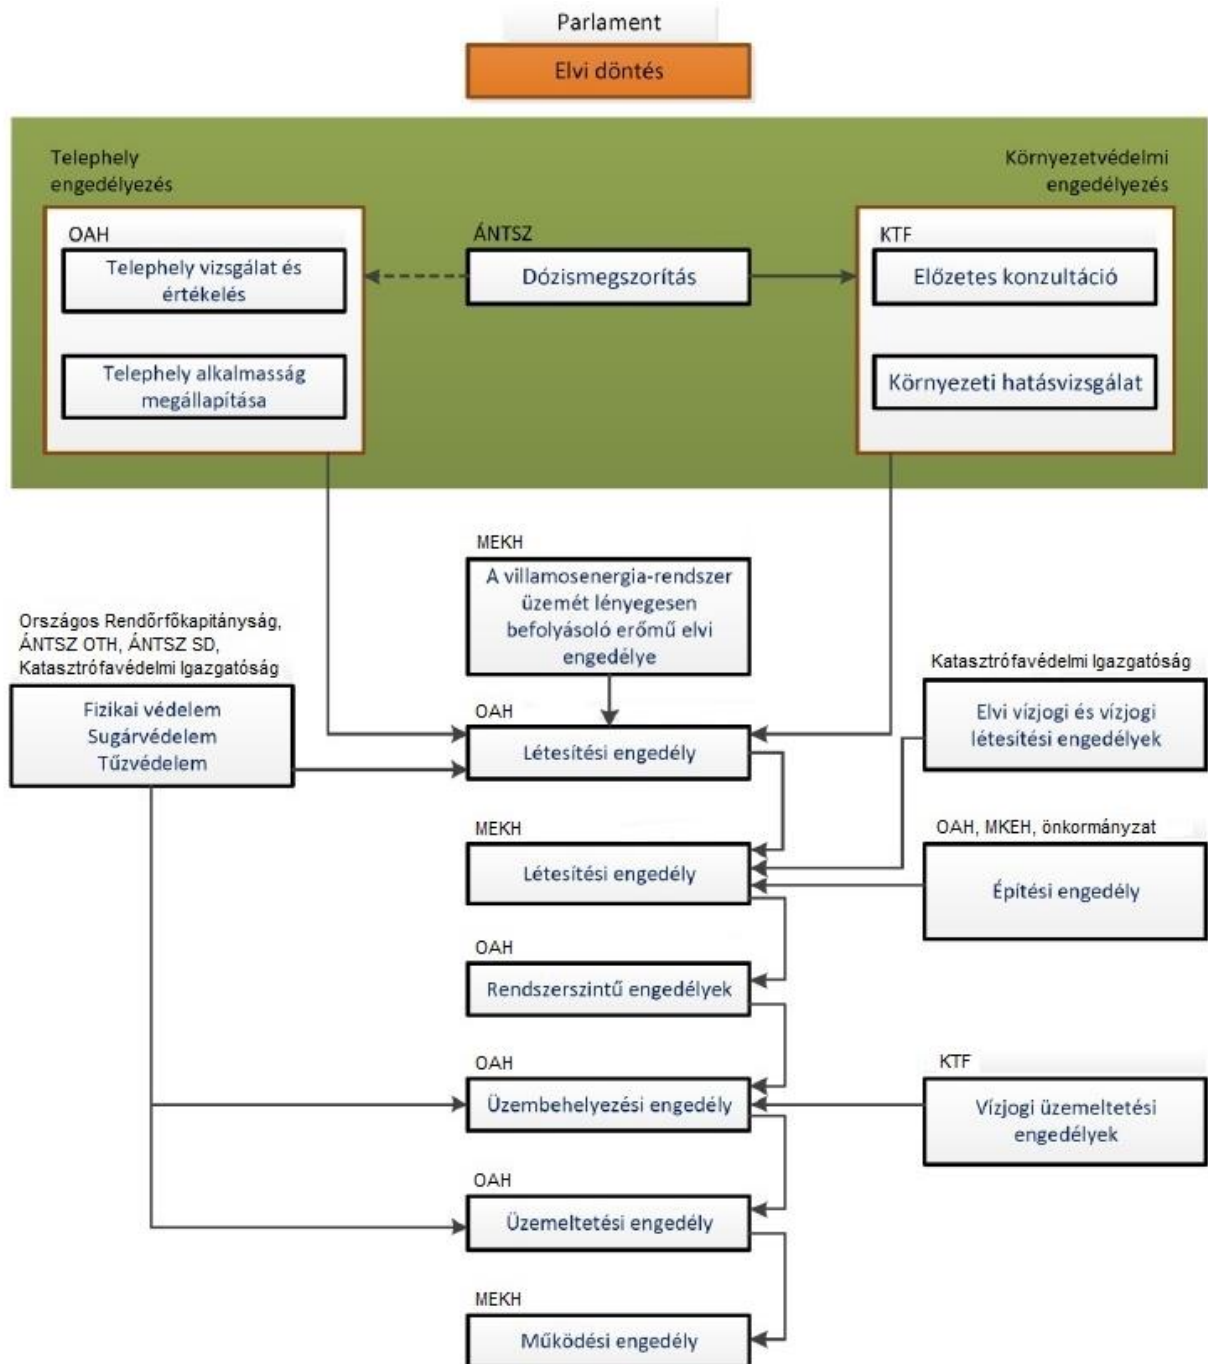 Parlament
Elvi döntés
Telephely
engedélyezés
Környezetvédelmi
engedélyezés
OAH
Telephely vizsgálat és
értékelés
Telephely alkalmasság
megállapítása
ÁNTSZ
Dózismegszorítás
KTF
Előzetes konzultáció
Környezeti hatásvizsgálat
MEKH
A villamosenergia-rendszer
üzemét lényegesen
befolyásoló erőmű elvi
engedélye
Országos Rendőrfőkapitányság,
ÁNTSZ OTH, ÁNTSZ SD,
Katasztrófavédelmi Igazgatóság
Fizikai védelem
Sugárvédelem
Tűzvédelem
Katasztrófavédelmi Igazgatóság
Elvi vízjogi és vízjogi
létesítési engedélyek
OAH
Létesítési engedély
MEKH
Létesítési engedély
OAH, MKEH, önkormányzat
Építési engedély
OAH
Rendszerszintű engedélyek
OAH
Üzembehelyezési engedély
KTF
Vízjogi üzemeltetési
engedélyek
OAH
Üzemeltetési engedély
MEKH
Működési engedély